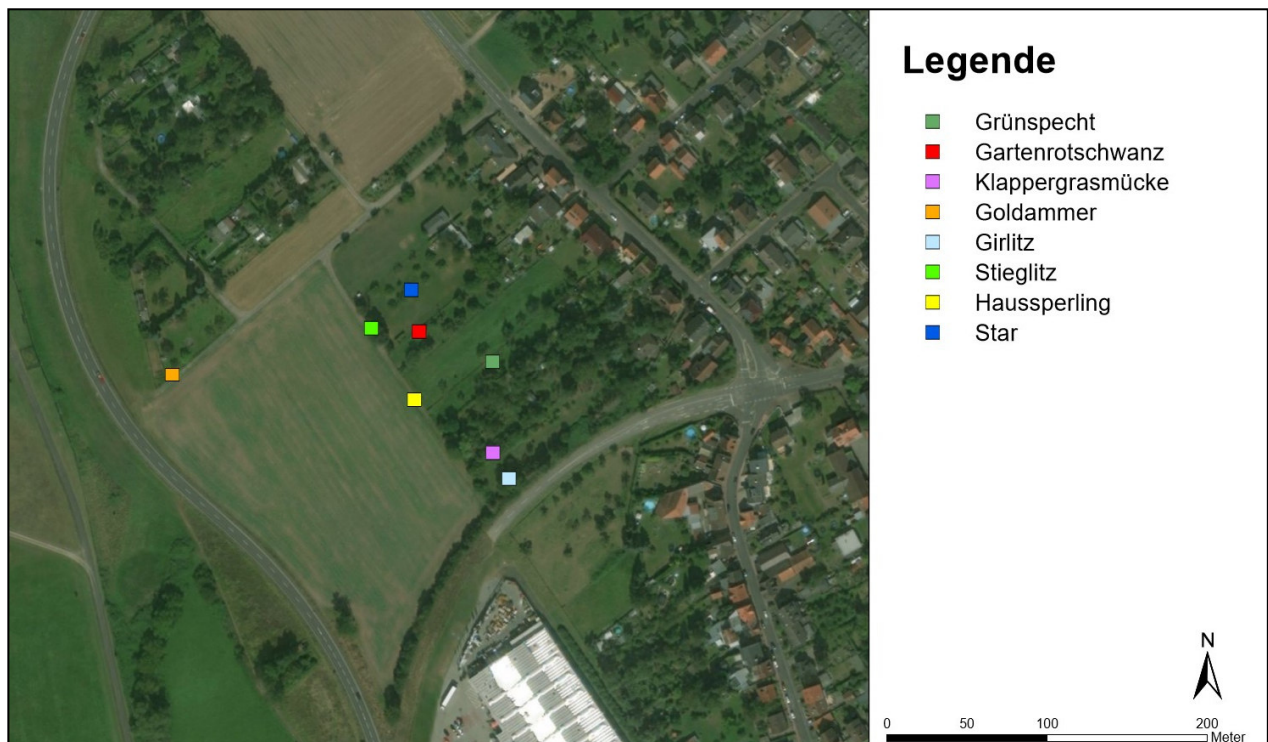 Legende
Grünspecht
Gartenrotschwanz
Klappergrasmücke
Goldammer
Girlitz
Stieglitz
Haussperling
Star
N
0 50 100 200
Meter